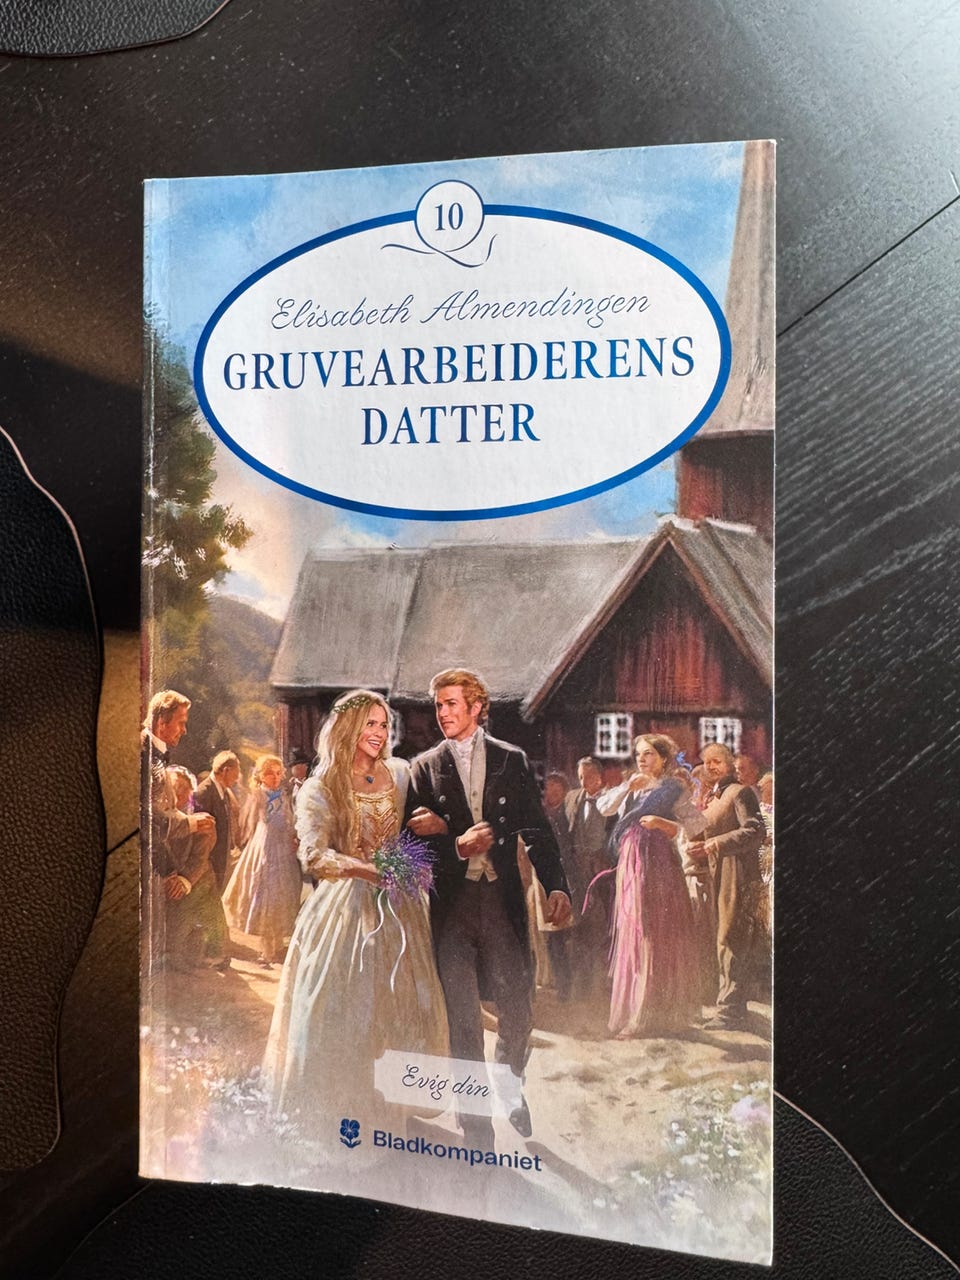 10
Elisabeth Almendingen
GRUVEARBEIDERENS
DATTER
Evig din
Bladkompaniet